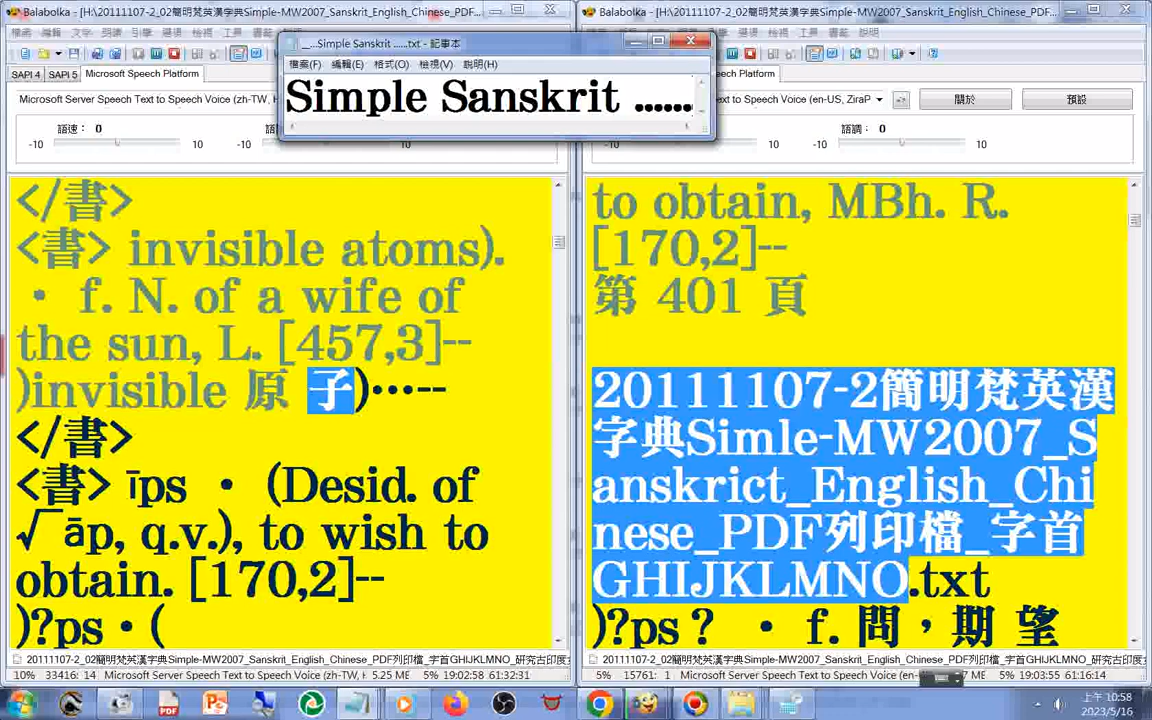 Balabolka - [H:\20111107-2_02簡明梵英漢字典Simple-MW2007_Sanskrit_English_Chinese_PDF...
Balabolka - [H:\20111107-2_02簡明梵英漢字典Simple-MW2007_Sanskrit_English_Chinese_PDF...
__...Simple Sanskrit ......txt - 記事本
檔案(F) 編輯(E) 格式(O) 檢視(V) 說明(H)
Simple Sanskrit .......
SAPI 4 SAPI 5 Microsoft Speech Platform
Microsoft Server Speech Text to Speech Voice (zh-TW, H
語速： 0
-10 10 -10 10
ext to Speech Voice (en-US, ZiraP
關於 預設
語調： 0
-10 10 -10 10
</書>
<書> invisible atoms).
• f. N. of a wife of
the sun, L. [457,3]--
)invisible 原 子)•••--
</書>
<書> īps • (Desid. of
√ āp, q.v.), to wish to
obtain. [170,2]--
)?ps•(
to obtain, MBh. R.
[170,2]--
第 401 頁
20111107-2簡明梵英漢
字典Simle-MW2007_S
anskrict_English_Chi
nese_PDF列印檔_字首
GHIJKLMNO.txt
)?ps？ • f. 問，期 望
20111107-2_02簡明梵英漢字典Simple-MW2007_Sanskrit_English_Chinese_PDF列印檔_字首GHIJKLMNO_研究古印度
20111107-2_02簡明梵英漢字典Simple-MW2007_Sanskrit_English_Chinese_PDF列印檔_字首GHIJKLMNO_研究古
10% 33416: 14 Microsoft Server Speech Text to Speech Voice (zh-TW, H 5.25 ME 19:02:58 61:32:31
5% 15761: 1 Microsoft Server Speech Text to Speech Voice ME 19:03:55 61:16:14
上午 10:58
2023/5/16